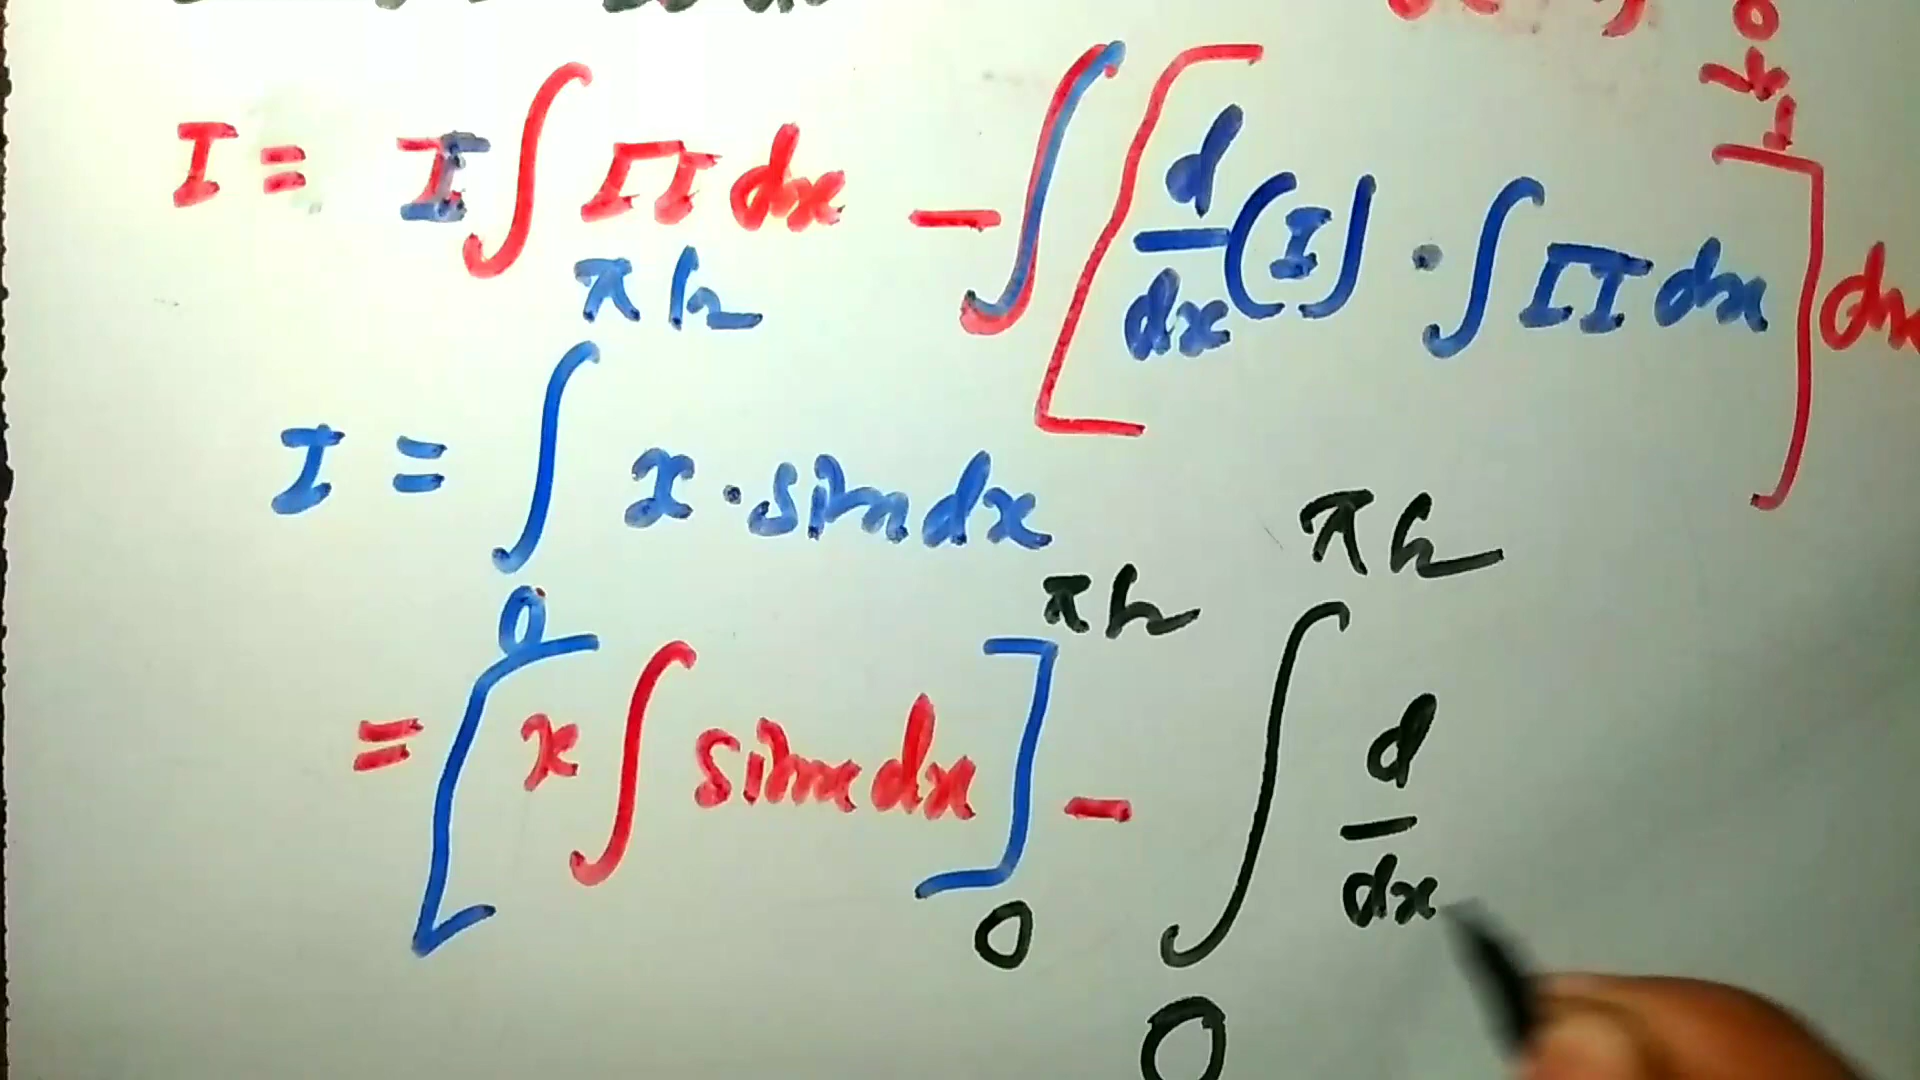 I = I ∫ II dx - ∫ [ d/dx (I) · ∫ II dx ] dx
I = ∫₀^π/2 x · sinx dx
= [ x ∫ sinx dx ]₀^π/2 - ∫₀^π/2 d/dx